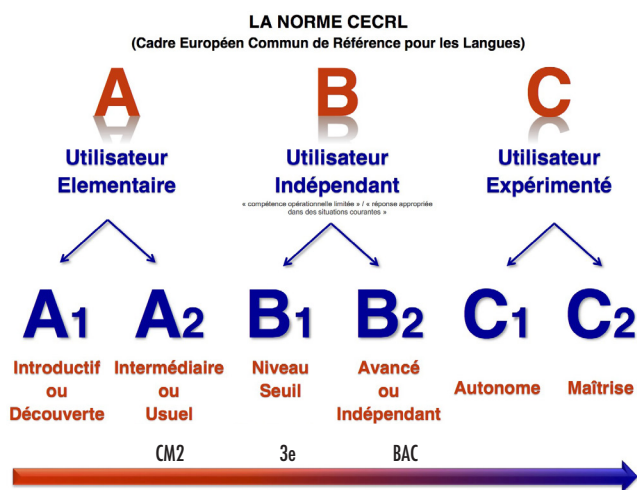 LA NORME CECRL
(Cadre Européen Commun de Référence pour les Langues)
A B C
Utilisateur Elementaire
Utilisateur Indépendant
« compétence opérationnelle limitée » / « réponse appropriée
dans des situations courantes »
Utilisateur Expérimenté
A1 A2 B1 B2 C1 C2
Introductif ou Découverte
Intermédiaire ou Usuel
Niveau Seuil
Avancé ou Indépendant
Autonome
Maîtrise
CM2 3e BAC